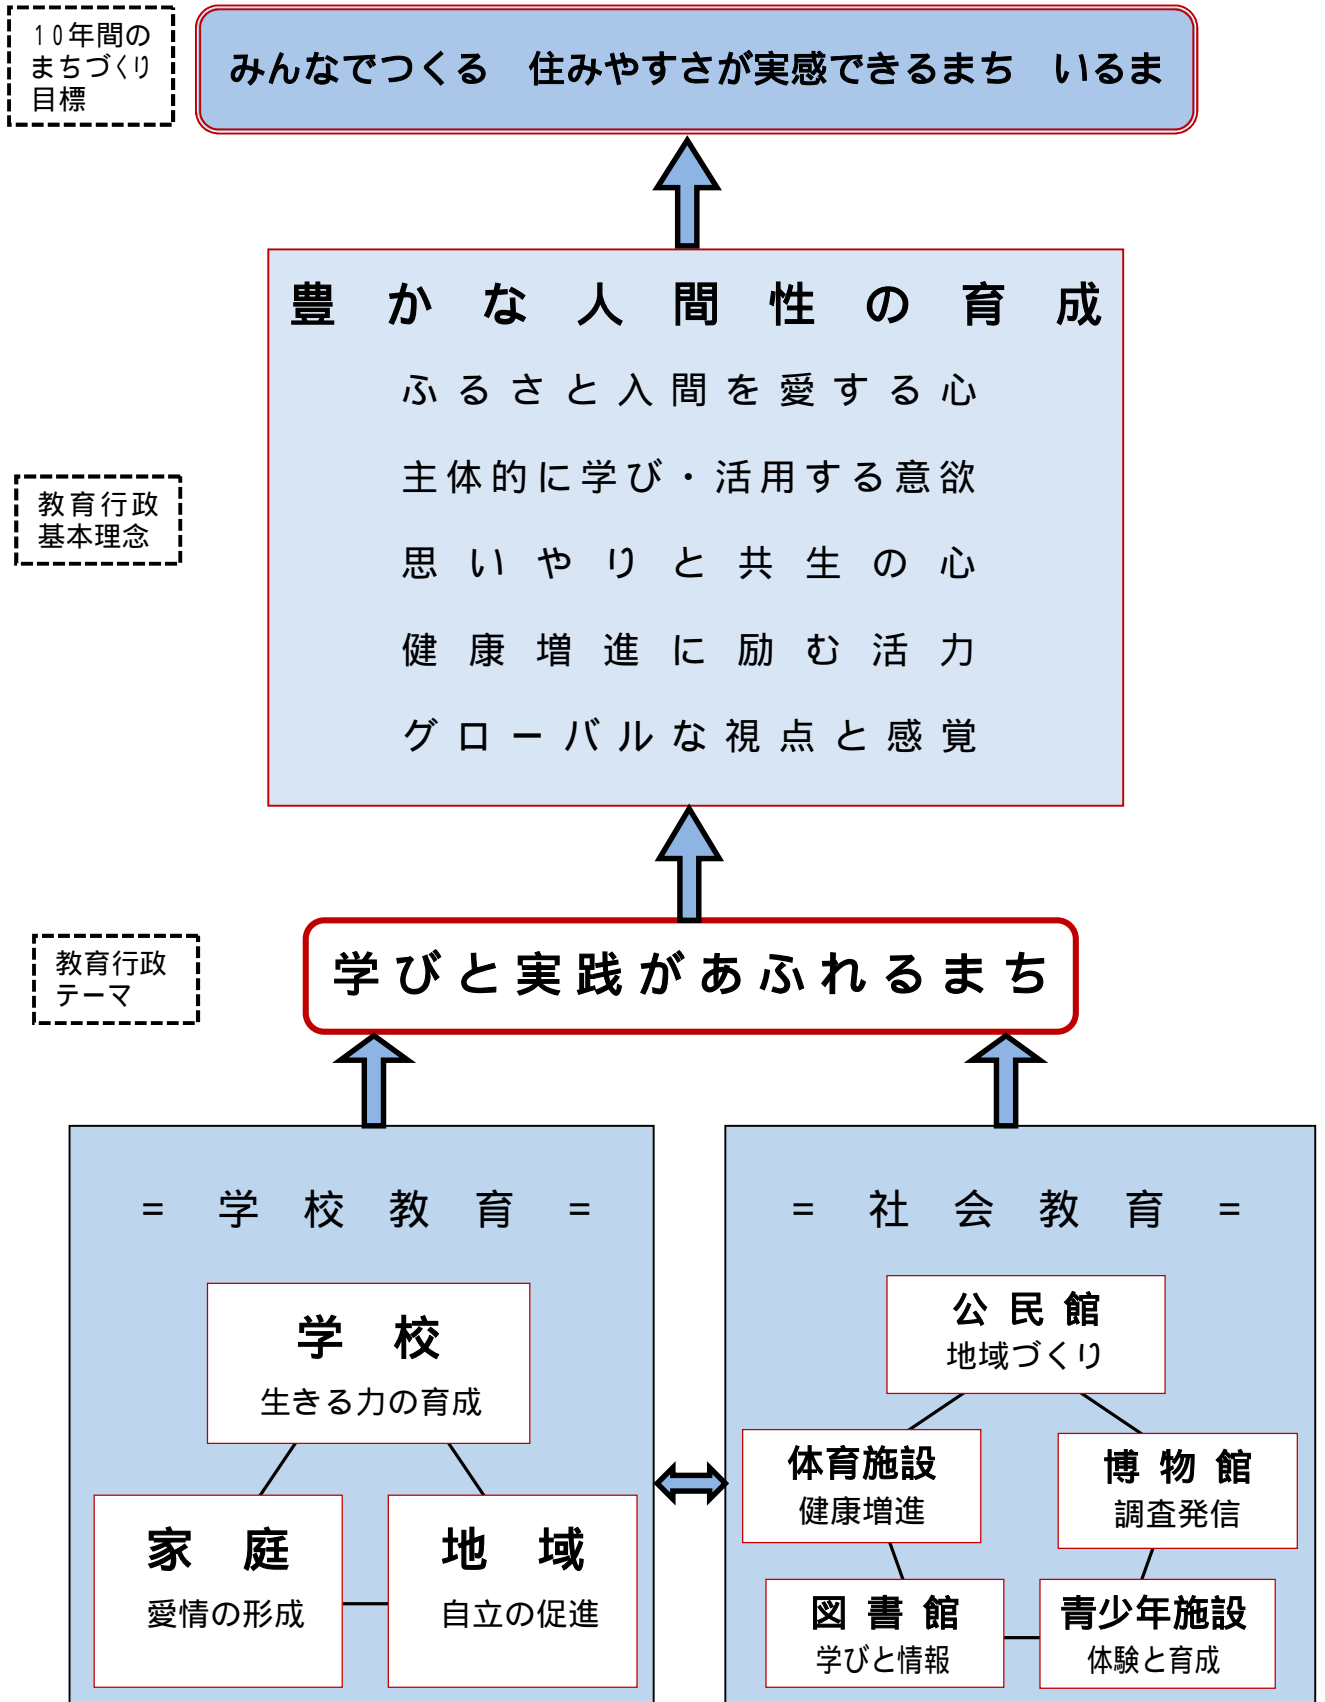 10年間の
まちづくり
目標
みんなでつくる　住みやすさが実感できるまち　いるま
豊かな人間性の育成
ふるさと入間を愛する心
主体的に学び・活用する意欲
思いやりと共生の心
健康増進に励む活力
グローバルな視点と感覚
教育行政
基本理念
教育行政
テーマ
学びと実践があふれるまち
= 学校教育 =
学校
生きる力の育成
家庭
愛情の形成
地域
自立の促進
= 社会教育 =
公民館
地域づくり
体育施設
健康増進
博物館
調査発信
図書館
学びと情報
青少年施設
体験と育成